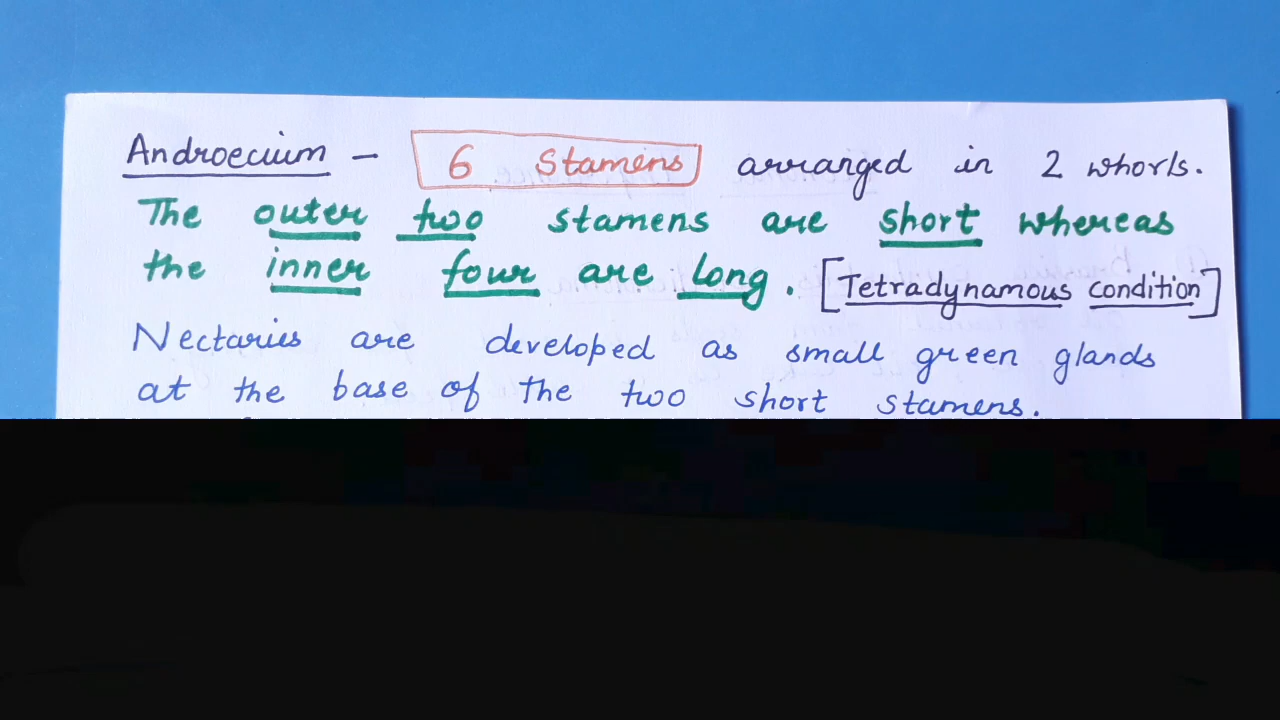 Androecium - 6 Stamens arranged in 2 whorls.
The outer two stamens are short whereas
the inner four are long. [Tetradynamous condition]
Nectaries are developed as small green glands
at the base of the two short stamens.